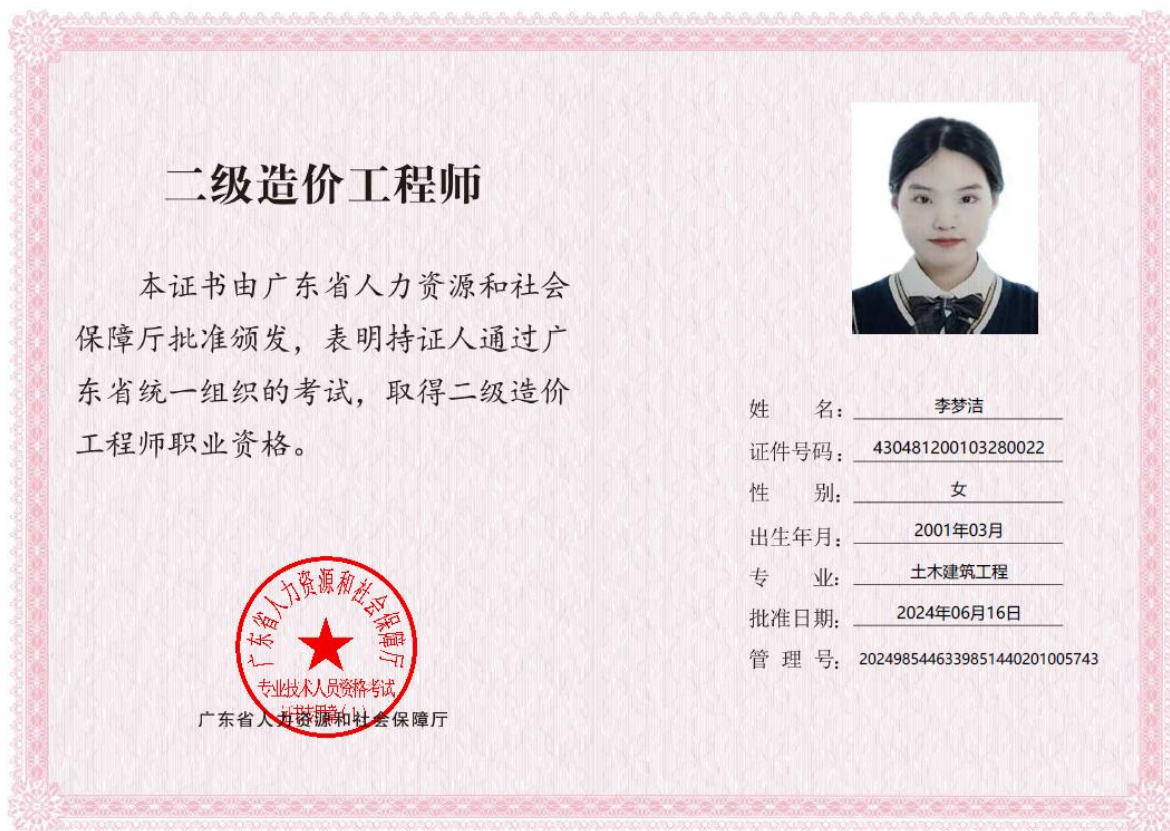 二级造价工程师
本证书由广东省人力资源和社会
保障厅批准颁发，表明持证人通过广
东省统一组织的考试，取得二级造价
工程师职业资格。
广东省人力资源和社会保障厅
专业技术人员资格考试
证书专用章(1)
广东省人力资源和社会保障厅
姓 名：李梦洁
证件号码：430481200103280022
性 别：女
出生年月：2001年03月
专 业：土木建筑工程
批准日期：2024年06月16日
管 理 号：2024985446339851440201005743